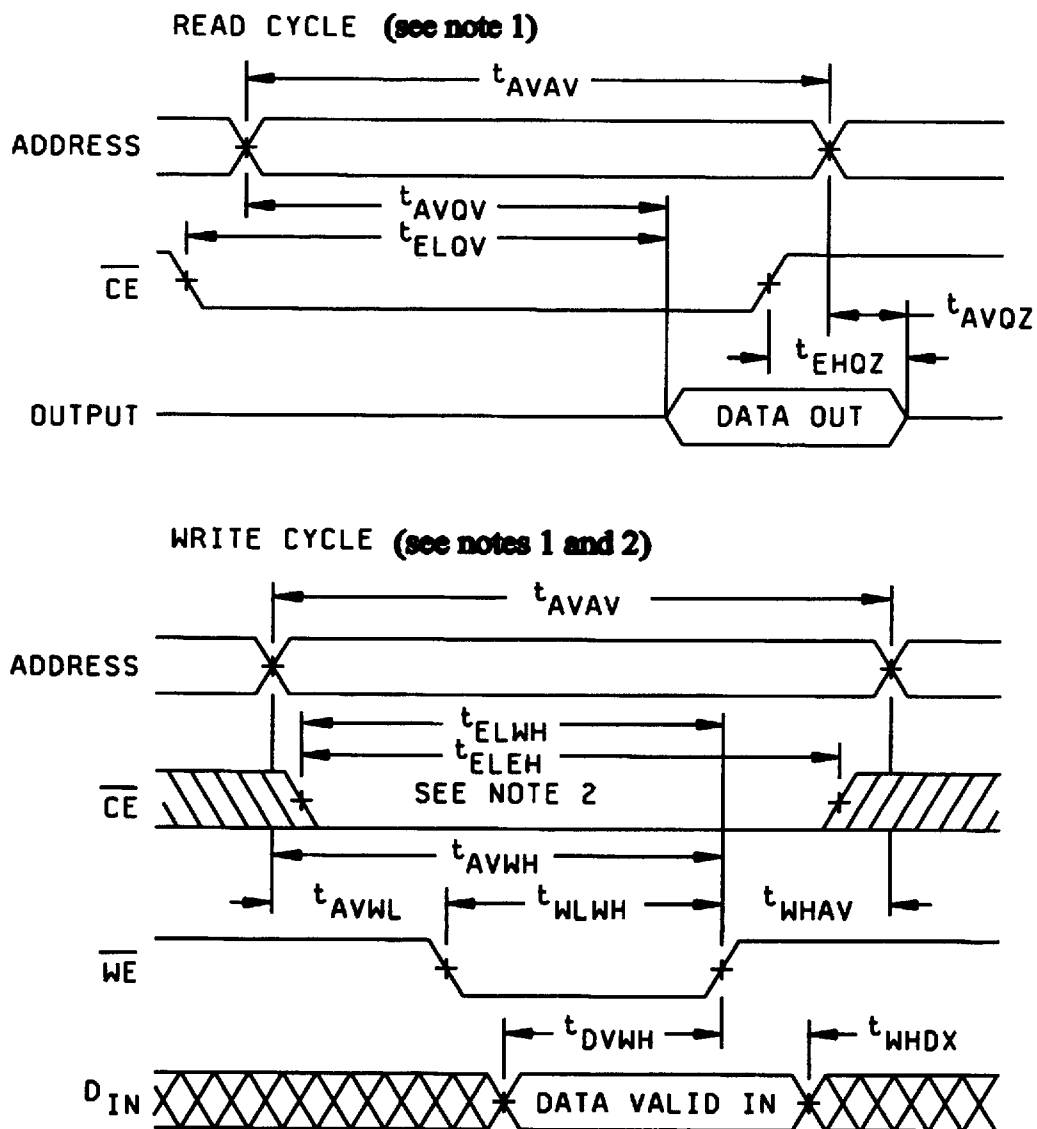 READ CYCLE (see note 1)
tAVAV
ADDRESS
tAVQV
tELQV
CE
tAVQZ
tEHQZ
OUTPUT
DATA OUT
WRITE CYCLE (see notes 1 and 2)
tAVAV
ADDRESS
tELWH
tELEH
CE
SEE NOTE 2
tAVWH
tAVWL
tWLWH
tWHAV
WE
tDVWH
tWHDX
DIN
DATA VALID IN